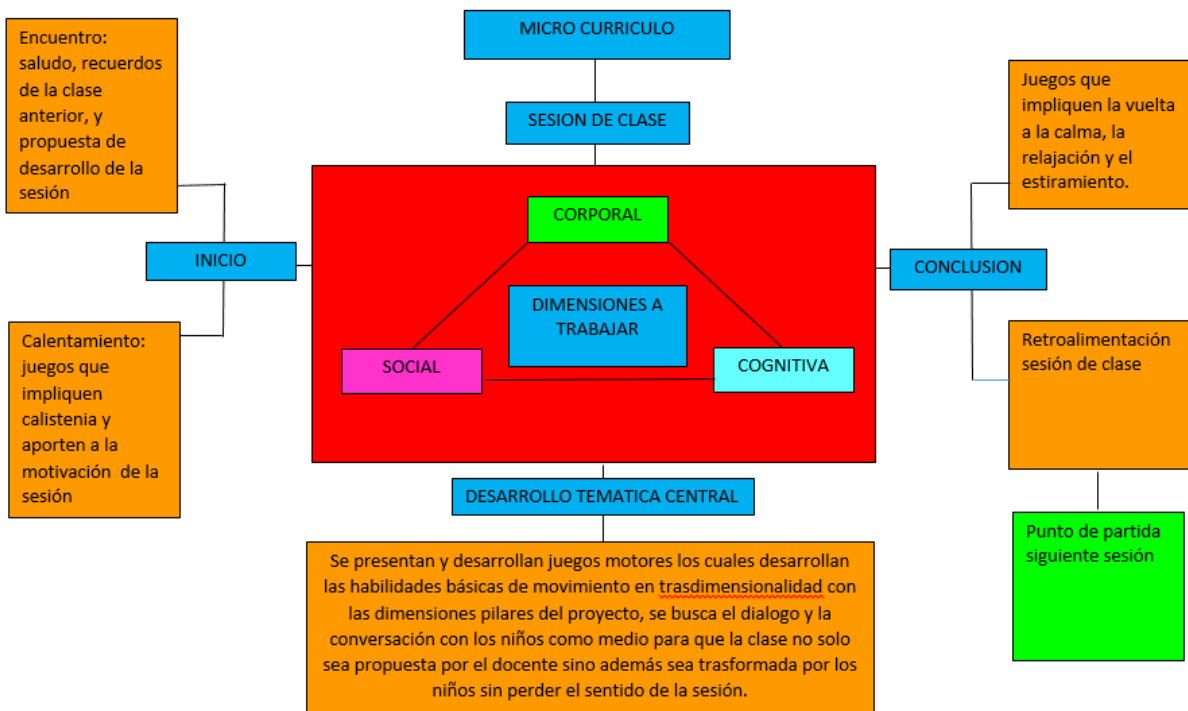 MICRO CURRICULO
SESION DE CLASE
Encuentro:
saludo, recuerdos
de la clase
anterior, y
propuesta de
desarrollo de la
sesión
INICIO
Calentamiento:
juegos que
impliquen
calistenia y
aporten a la
motivación de la
sesión
CORPORAL
DIMENSIONES A
TRABAJAR
SOCIAL
COGNITIVA
DESARROLLO TEMATICA CENTRAL
Se presentan y desarrollan juegos motores los cuales desarrollan
las habilidades básicas de movimiento en trasdimensionalidad con
las dimensiones pilares del proyecto, se busca el dialogo y la
conversación con los niños como medio para que la clase no solo
sea propuesta por el docente sino además sea trasformada por los
niños sin perder el sentido de la sesión.
Juegos que
impliquen la vuelta
a la calma, la
relajación y el
estiramiento.
CONCLUSION
Retroalimentación
sesión de clase
Punto de partida
siguiente sesión